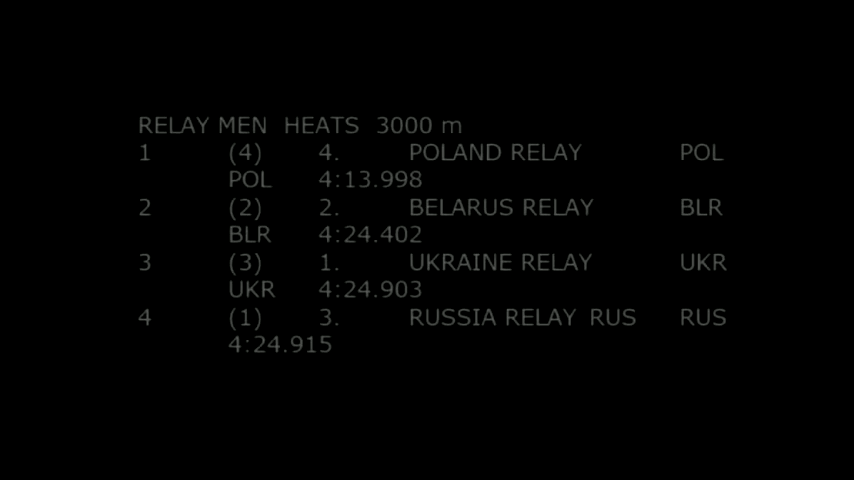 RELAY MEN HEATS 3000 m
1 (4) 4. POLAND RELAY POL
POL 4:13.998
2 (2) 2. BELARUS RELAY BLR
BLR 4:24.402
3 (3) 1. UKRAINE RELAY UKR
UKR 4:24.903
4 (1) 3. RUSSIA RELAY RUS RUS
4:24.915